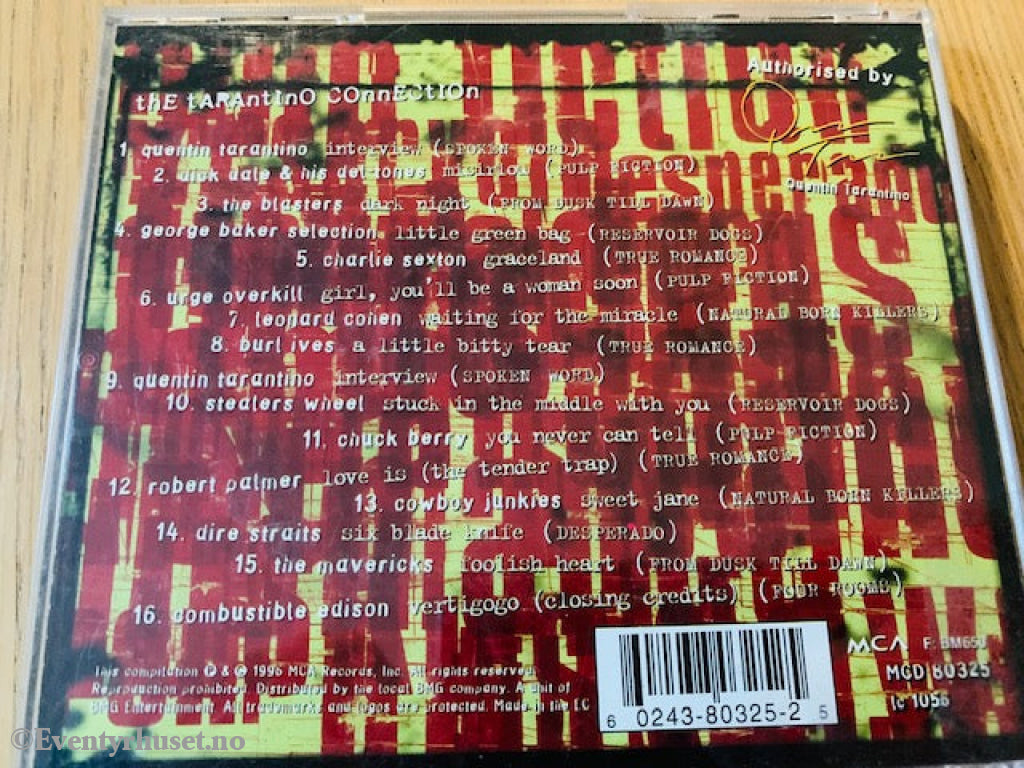 Authorised by
thE tARAntInO COnnECtIOn
Quentin Tarantino
1. quentin tarantino interview (SPOKEN WORD)
2. dick dale & his del-tones misirlou (PULP FICTION)
3. the blasters dark night (FROM DUSK TILL DAWN)
4. george baker selection little green bag (RESERVOIR DOGS)
5. charlie sexton graceland (TRUE ROMANCE)
6. urge overkill girl, you'll be a woman soon (PULP FICTION)
7. leonard cohen waiting for the miracle (NATURAL BORN KILLERS)
8. burl ives a little bitty tear (TRUE ROMANCE)
9. quentin tarantino interview (SPOKEN WORD)
10. stealers wheel stuck in the middle with you (RESERVOIR DOGS)
11. chuck berry you never can tell (PULP FICTION)
12. robert palmer love is (the tender trap) (TRUE ROMANCE)
13. cowboy junkies sweet jane (NATURAL BORN KILLERS)
14. dire straits six blade knife (DESPERADO)
15. the mavericks foolish heart (FROM DUSK TILL DAWN)
16. combustible edison vertigogo (closing credits) (FOUR ROOMS)
This compilation ℗ & © 1996 MCA Records, Inc. All rights reserved.
Reproduction prohibited. Distributed by the local BMG company. A unit of
BMG Entertainment. All trademarks and logos are protected. Made in the EC
6 0243-80325-2 5
MCA F: BM650
MCD 80325
lc 1056
©Eventyrhuset.no